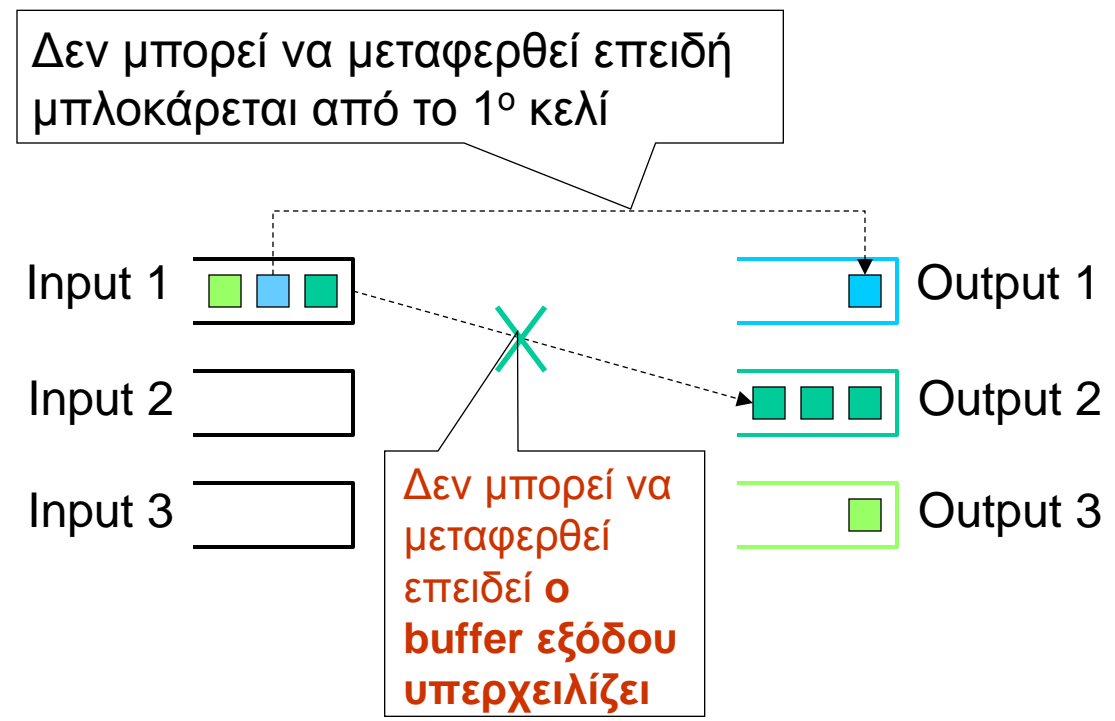 Δεν μπορεί να μεταφερθεί επειδή
μπλοκάρεται από το 1ο κελί
Input 1
Output 1
Input 2
Output 2
Input 3
Output 3
Δεν μπορεί να
μεταφερθεί
επειδεί ο
buffer εξόδου
υπερχειλίζει